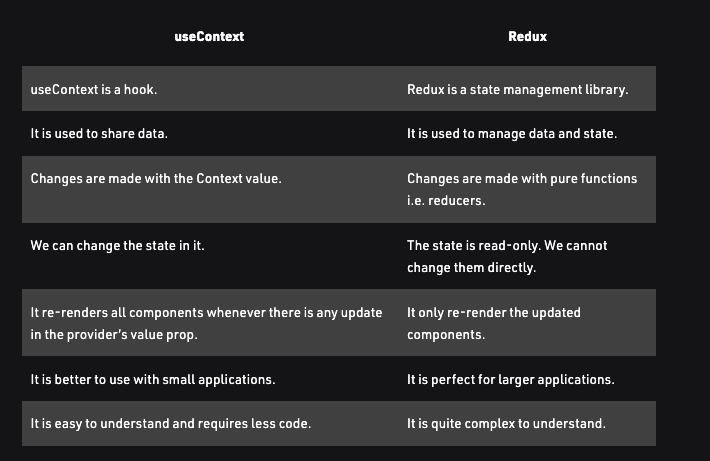 useContext Redux
useContext is a hook. Redux is a state management library.
It is used to share data. It is used to manage data and state.
Changes are made with the Context value. Changes are made with pure functions
i.e. reducers.
We can change the state in it. The state is read-only. We cannot
change them directly.
It re-renders all components whenever there is any update It only re-render the updated
in the provider's value prop. components.
It is better to use with small applications. It is perfect for larger applications.
It is easy to understand and requires less code. It is quite complex to understand.